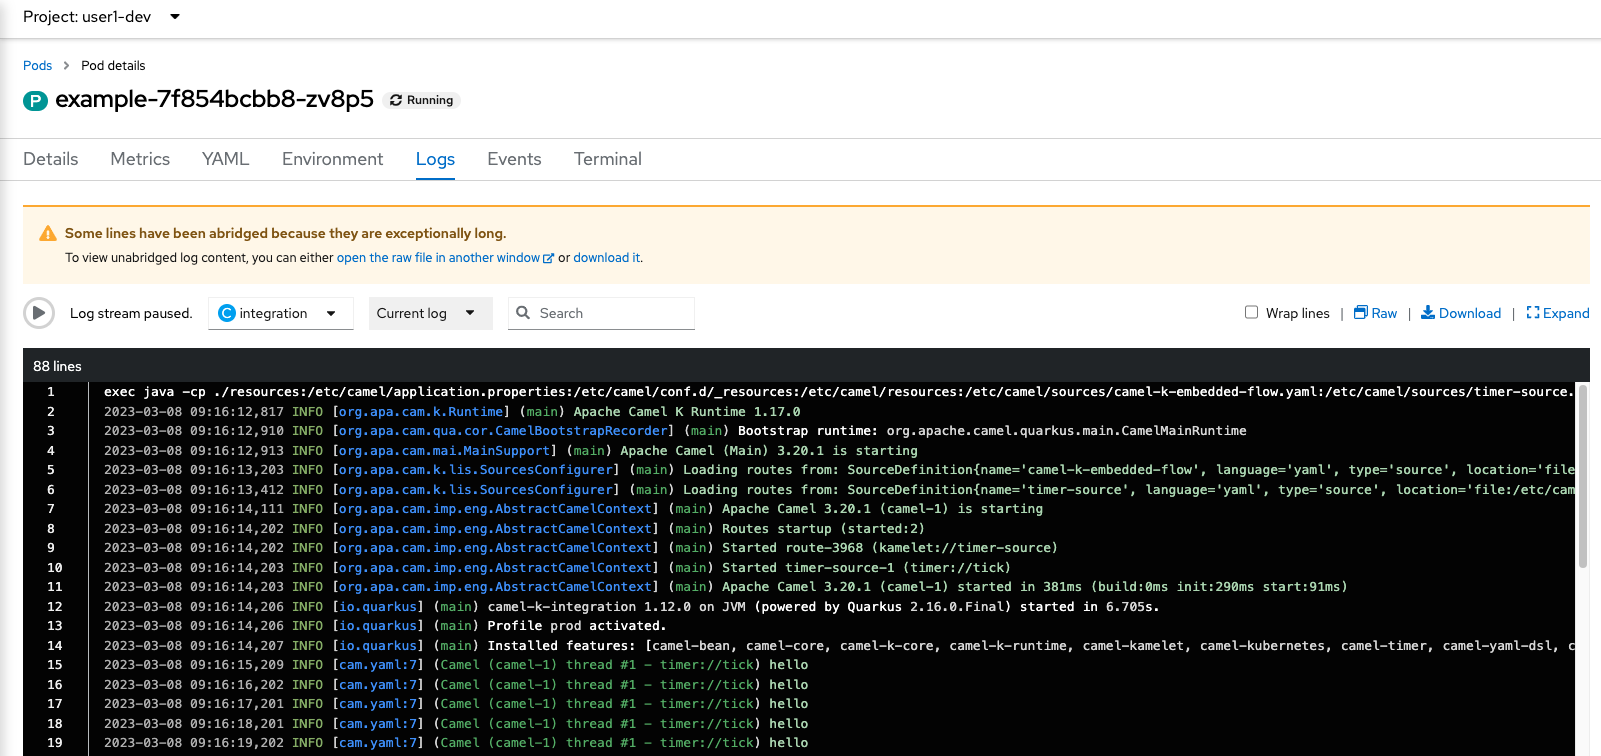 Project: user1-dev
Pods > Pod details
P example-7f854bcbb8-zv8p5 Running
Details Metrics YAML Environment Logs Events Terminal
Some lines have been abridged because they are exceptionally long.
To view unabridged log content, you can either open the raw file in another window or download it.
Log stream paused. C integration Current log Search Wrap lines | Raw | Download | Expand
88 lines
1 exec java -cp ./resources:/etc/camel/application.properties:/etc/camel/conf.d/_resources:/etc/camel/resources:/etc/camel/sources/camel-k-embedded-flow.yaml:/etc/camel/sources/timer-source.
2 2023-03-08 09:16:12,817 INFO [org.apa.cam.k.Runtime] (main) Apache Camel K Runtime 1.17.0
3 2023-03-08 09:16:12,910 INFO [org.apa.cam.qua.cor.CamelBootstrapRecorder] (main) Bootstrap runtime: org.apache.camel.quarkus.main.CamelMainRuntime
4 2023-03-08 09:16:12,913 INFO [org.apa.cam.mai.MainSupport] (main) Apache Camel (Main) 3.20.1 is starting
5 2023-03-08 09:16:13,203 INFO [org.apa.cam.k.lis.SourcesConfigurer] (main) Loading routes from: SourceDefinition{name='camel-k-embedded-flow', language='yaml', type='source', location='file
6 2023-03-08 09:16:13,412 INFO [org.apa.cam.k.lis.SourcesConfigurer] (main) Loading routes from: SourceDefinition{name='timer-source', language='yaml', type='source', location='file:/etc/cam
7 2023-03-08 09:16:14,111 INFO [org.apa.cam.imp.eng.AbstractCamelContext] (main) Apache Camel 3.20.1 (camel-1) is starting
8 2023-03-08 09:16:14,202 INFO [org.apa.cam.imp.eng.AbstractCamelContext] (main) Routes startup (started:2)
9 2023-03-08 09:16:14,202 INFO [org.apa.cam.imp.eng.AbstractCamelContext] (main) Started route-3968 (kamelet://timer-source)
10 2023-03-08 09:16:14,203 INFO [org.apa.cam.imp.eng.AbstractCamelContext] (main) Started timer-source-1 (timer://tick)
11 2023-03-08 09:16:14,203 INFO [org.apa.cam.imp.eng.AbstractCamelContext] (main) Apache Camel 3.20.1 (camel-1) started in 381ms (build:0ms init:290ms start:91ms)
12 2023-03-08 09:16:14,206 INFO [io.quarkus] (main) camel-k-integration 1.12.0 on JVM (powered by Quarkus 2.16.0.Final) started in 6.705s.
13 2023-03-08 09:16:14,206 INFO [io.quarkus] (main) Profile prod activated.
14 2023-03-08 09:16:14,207 INFO [io.quarkus] (main) Installed features: [camel-bean, camel-core, camel-k-core, camel-k-runtime, camel-kamelet, camel-kubernetes, camel-timer, camel-yaml-dsl, c
15 2023-03-08 09:16:15,209 INFO [cam.yaml:7] (Camel (camel-1) thread #1 - timer://tick) hello
16 2023-03-08 09:16:16,202 INFO [cam.yaml:7] (Camel (camel-1) thread #1 - timer://tick) hello
17 2023-03-08 09:16:17,201 INFO [cam.yaml:7] (Camel (camel-1) thread #1 - timer://tick) hello
18 2023-03-08 09:16:18,201 INFO [cam.yaml:7] (Camel (camel-1) thread #1 - timer://tick) hello
19 2023-03-08 09:16:19,202 INFO [cam.yaml:7] (Camel (camel-1) thread #1 - timer://tick) hello